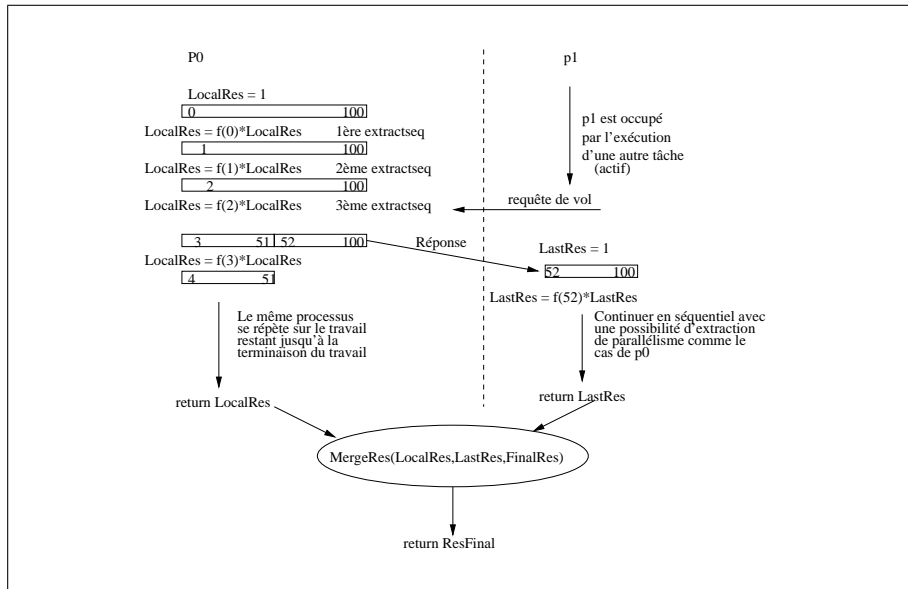 P0
p1
LocalRes = 1
0 100
LocalRes = f(0)*LocalRes 1ère extractseq
1 100
LocalRes = f(1)*LocalRes 2ème extractseq
2 100
LocalRes = f(2)*LocalRes 3ème extractseq
p1 est occupé
par l'exécution
d'une autre tâche
(actif)
requête de vol
3 51 52 100
Réponse
LastRes = 1
52 100
LocalRes = f(3)*LocalRes
4 51
LastRes = f(52)*LastRes
Le même processus
se répète sur le travail
restant jusqu'à la
terminaison du travail
Continuer en séquentiel avec
une possibilité d'extraction
de parallélisme comme le
cas de p0
return LocalRes
return LastRes
MergeRes(LocalRes,LastRes,FinalRes)
return ResFinal